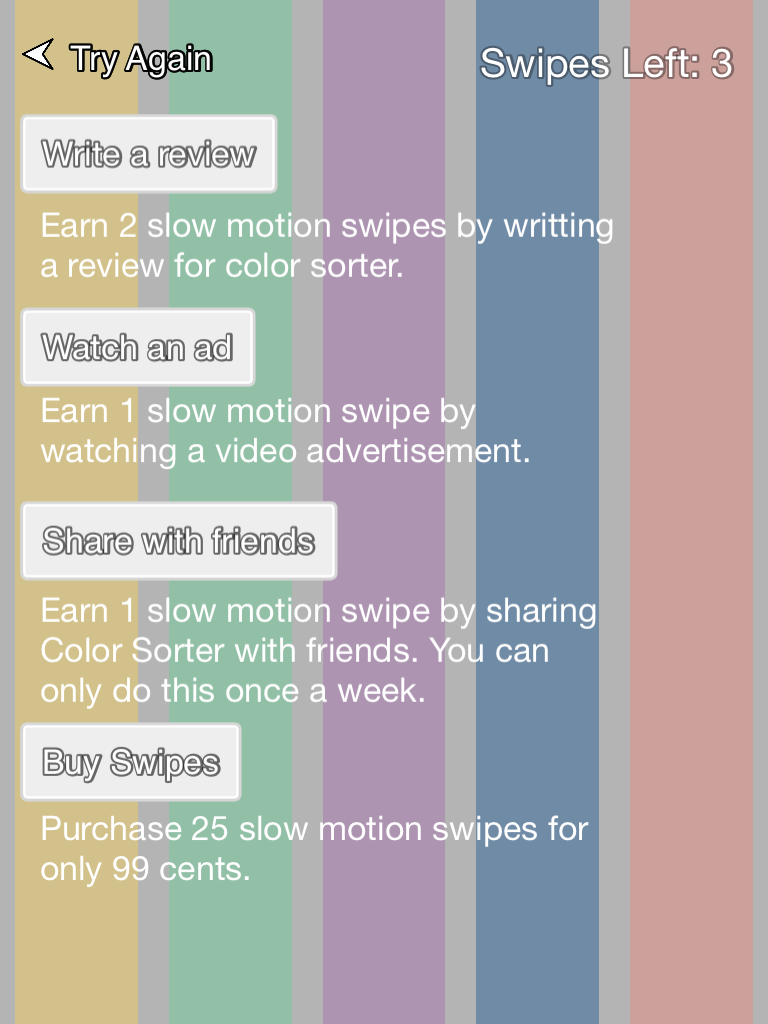 Try Again
Swipes Left: 3
Write a review
Earn 2 slow motion swipes by writting
a review for color sorter.
Watch an ad
Earn 1 slow motion swipe by
watching a video advertisement.
Share with friends
Earn 1 slow motion swipe by sharing
Color Sorter with friends. You can
only do this once a week.
Buy Swipes
Purchase 25 slow motion swipes for
only 99 cents.